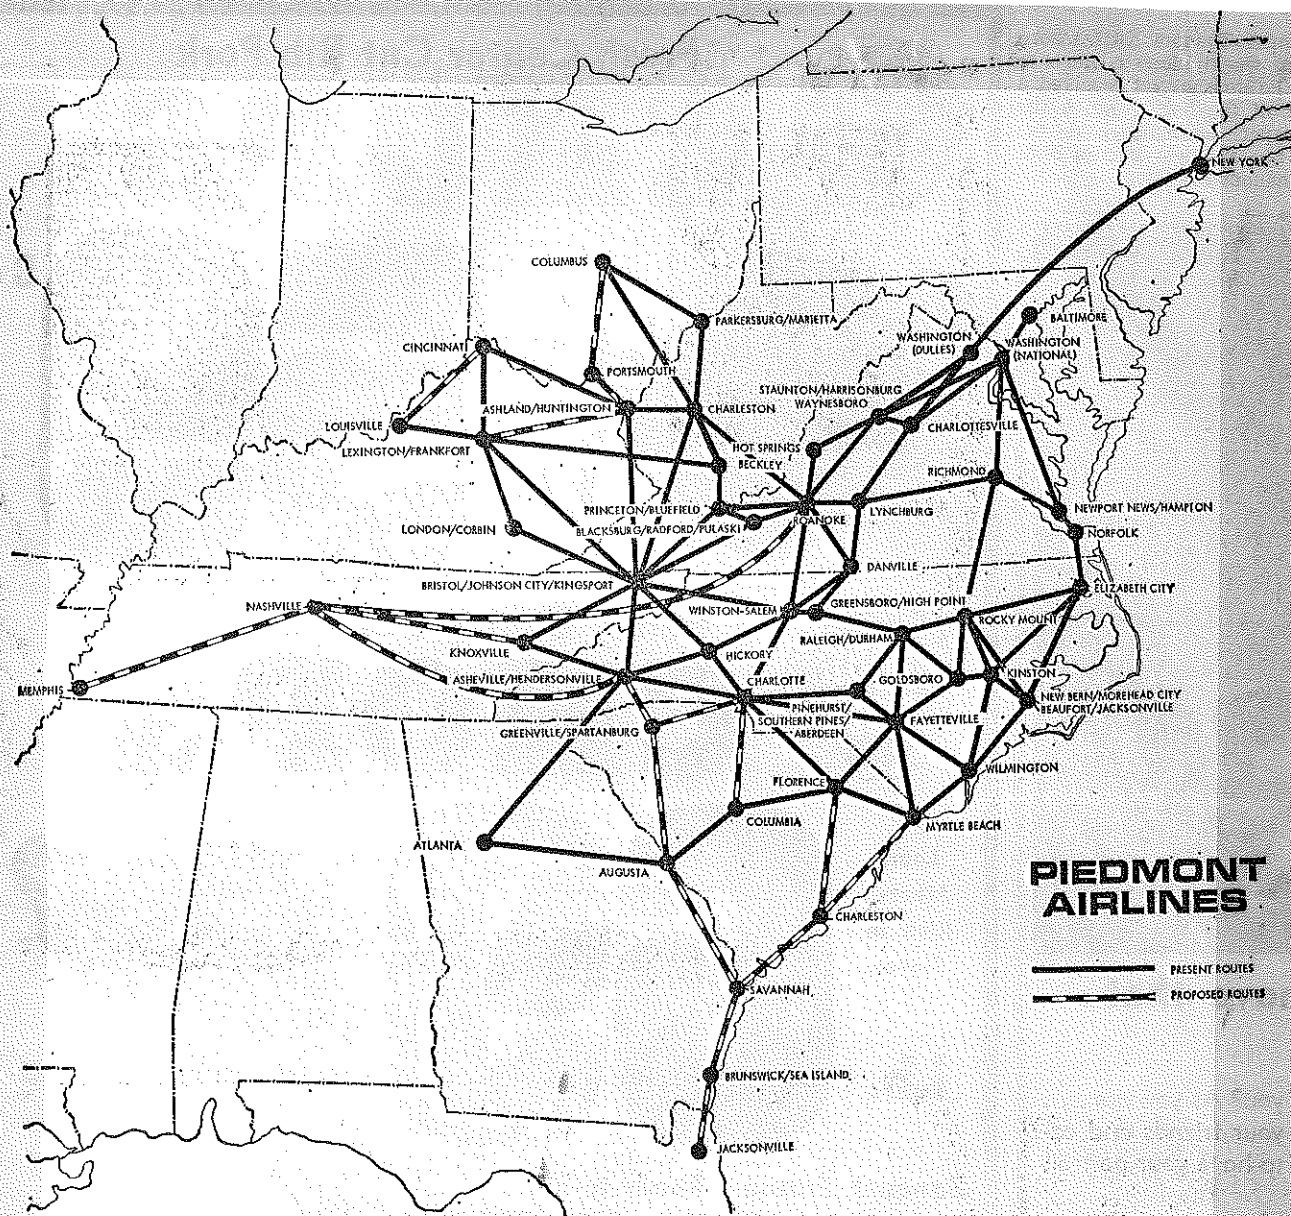 NEW YORK
COLUMBUS
PARKERSBURG/MARIETTA
BALTIMORE
WASHINGTON
(DULLES)
WASHINGTON
(NATIONAL)
CINCINNATI
PORTSMOUTH
STAUNTON/HARRISONBURG
WAYNESBORO
ASHLAND/HUNTINGTON
CHARLESTON
LOUISVILLE
CHARLOTTESVILLE
LEXINGTON/FRANKFORT
HOT SPRINGS
BECKLEY
RICHMOND
PRINCETON/BLUEFIELD
LYNCHBURG
NEWPORT NEWS/HAMPTON
LONDON/CORBIN
BLACKSBURG/RADFORD/PULASKI
ROANOKE
NORFOLK
DANVILLE
BRISTOL/JOHNSON CITY/KINGSPORT
ELIZABETH CITY
NASHVILLE
WINSTON-SALEM
GREENSBORO/HIGH POINT
ROCKY MOUNT
RALEIGH/DURHAM
KNOXVILLE
HICKORY
MEMPHIS
ASHEVILLE/HENDERSONVILLE
CHARLOTTE
GOLDSBORO
KINSTON
NEW BERN/MOREHEAD CITY
BEAUFORT/JACKSONVILLE
PINEHURST/
SOUTHERN PINES/
ABERDEEN
FAYETTEVILLE
GREENVILLE/SPARTANBURG
WILMINGTON
FLORENCE
COLUMBIA
MYRTLE BEACH
ATLANTA
AUGUSTA
PIEDMONT
AIRLINES
CHARLESTON
PRESENT ROUTES
SAVANNAH
PROPOSED ROUTES
BRUNSWICK/SEA ISLAND
JACKSONVILLE